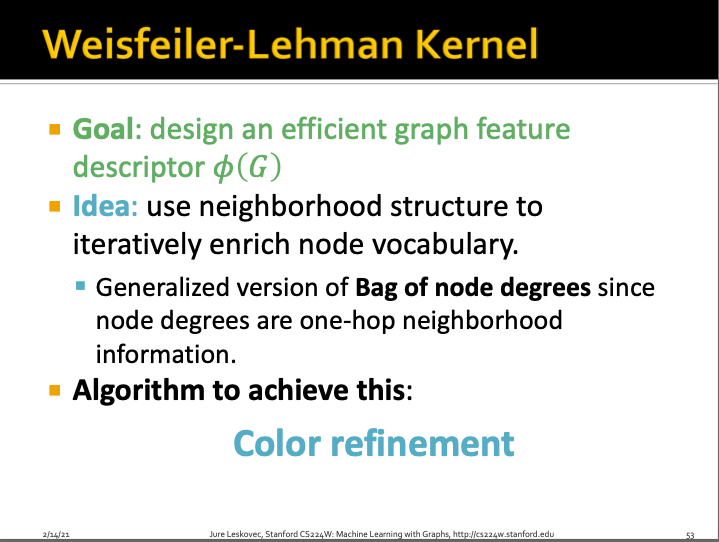 Weisfeiler-Lehman Kernel
Goal: design an efficient graph feature
descriptor ϕ(G)
Idea: use neighborhood structure to
iteratively enrich node vocabulary.
Generalized version of Bag of node degrees since
node degrees are one-hop neighborhood
information.
Algorithm to achieve this:
Color refinement
2/14/21 Jure Leskovec, Stanford CS224W: Machine Learning with Graphs, http://cs224w.stanford.edu 53